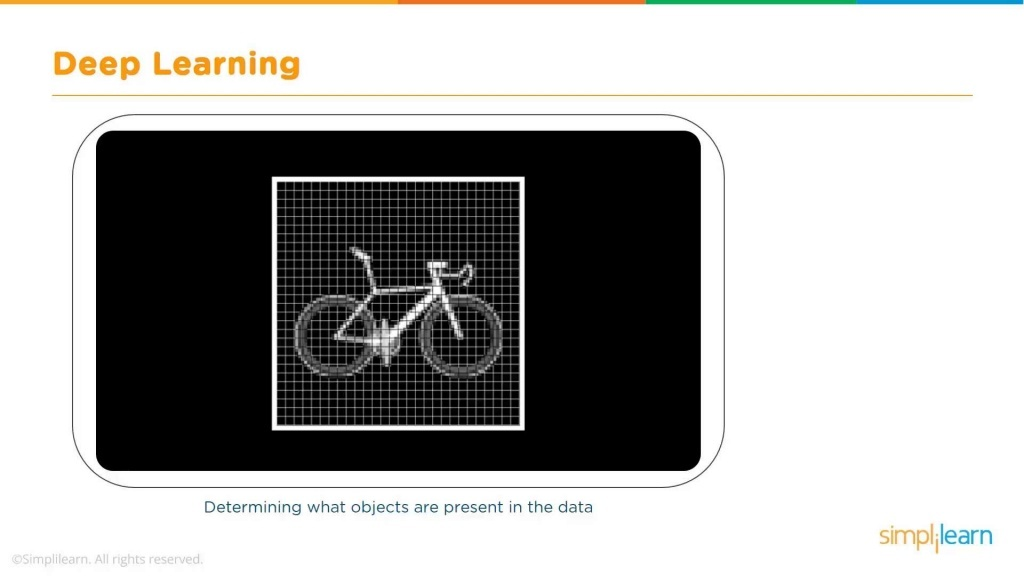 Deep Learning
Determining what objects are present in the data
simplilearn
©Simplilearn. All rights reserved.